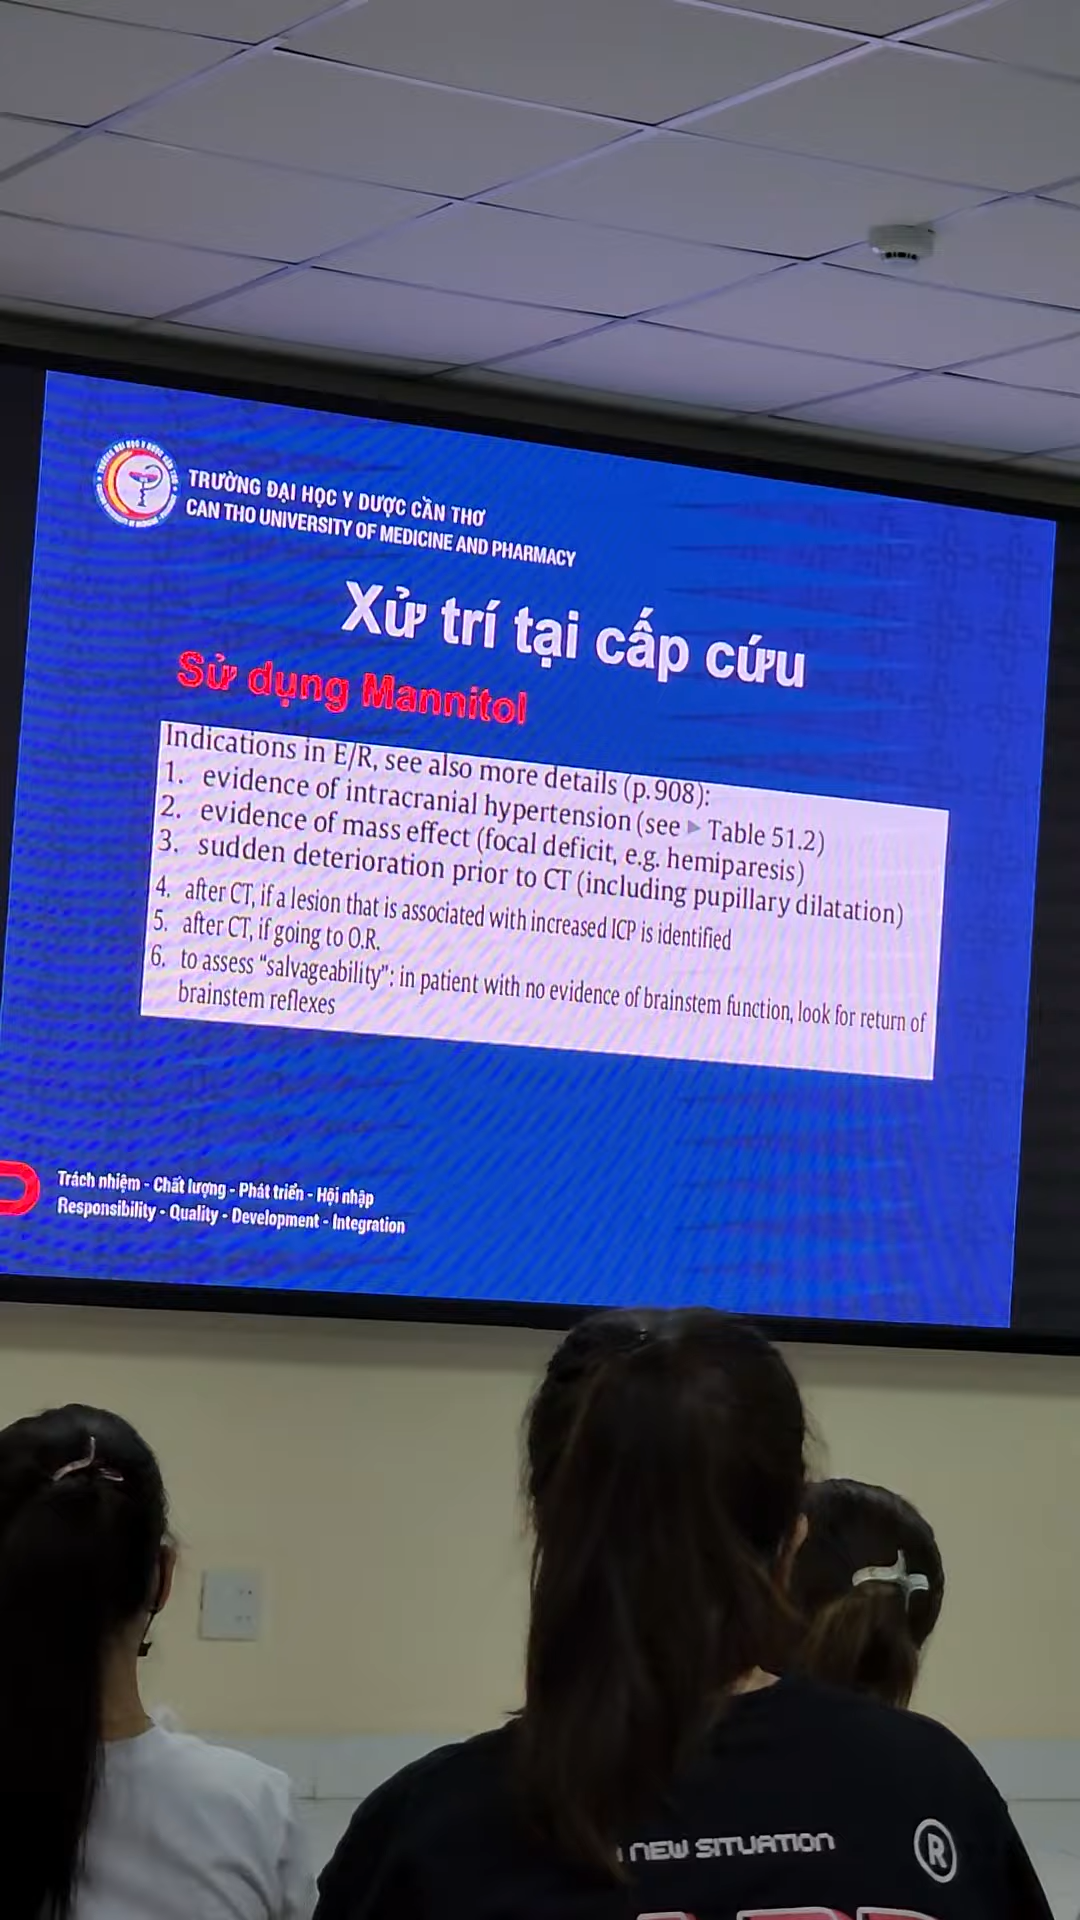 TRƯỜNG ĐẠI HỌC Y DƯỢC CẦN THƠ
CAN THO UNIVERSITY OF MEDICINE AND PHARMACY
Xử trí tại cấp cứu
Sử dụng Mannitol
Indications in E/R, see also more details (p. 908):
1. evidence of intracranial hypertension (see ▶ Table 51.2)
2. evidence of mass effect (focal deficit, e.g. hemiparesis)
3. sudden deterioration prior to CT (including pupillary dilatation)
4. after CT, if a lesion that is associated with increased ICP is identified
5. after CT, if going to O.R.
6. to assess “salvageability”: in patient with no evidence of brainstem function, look for return of
brainstem reflexes
Trách nhiệm - Chất lượng - Phát triển - Hội nhập
Responsibility - Quality - Development - Integration
NEW SITUATION
®